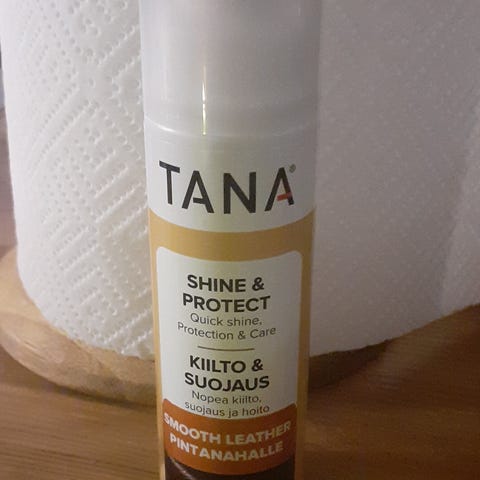 TANA®
SHINE &
PROTECT
Quick shine,
Protection & Care
KIILTO &
SUOJAUS
Nopea kiilto,
suojaus ja hoito
SMOOTH LEATHER
PINTANAHALLE